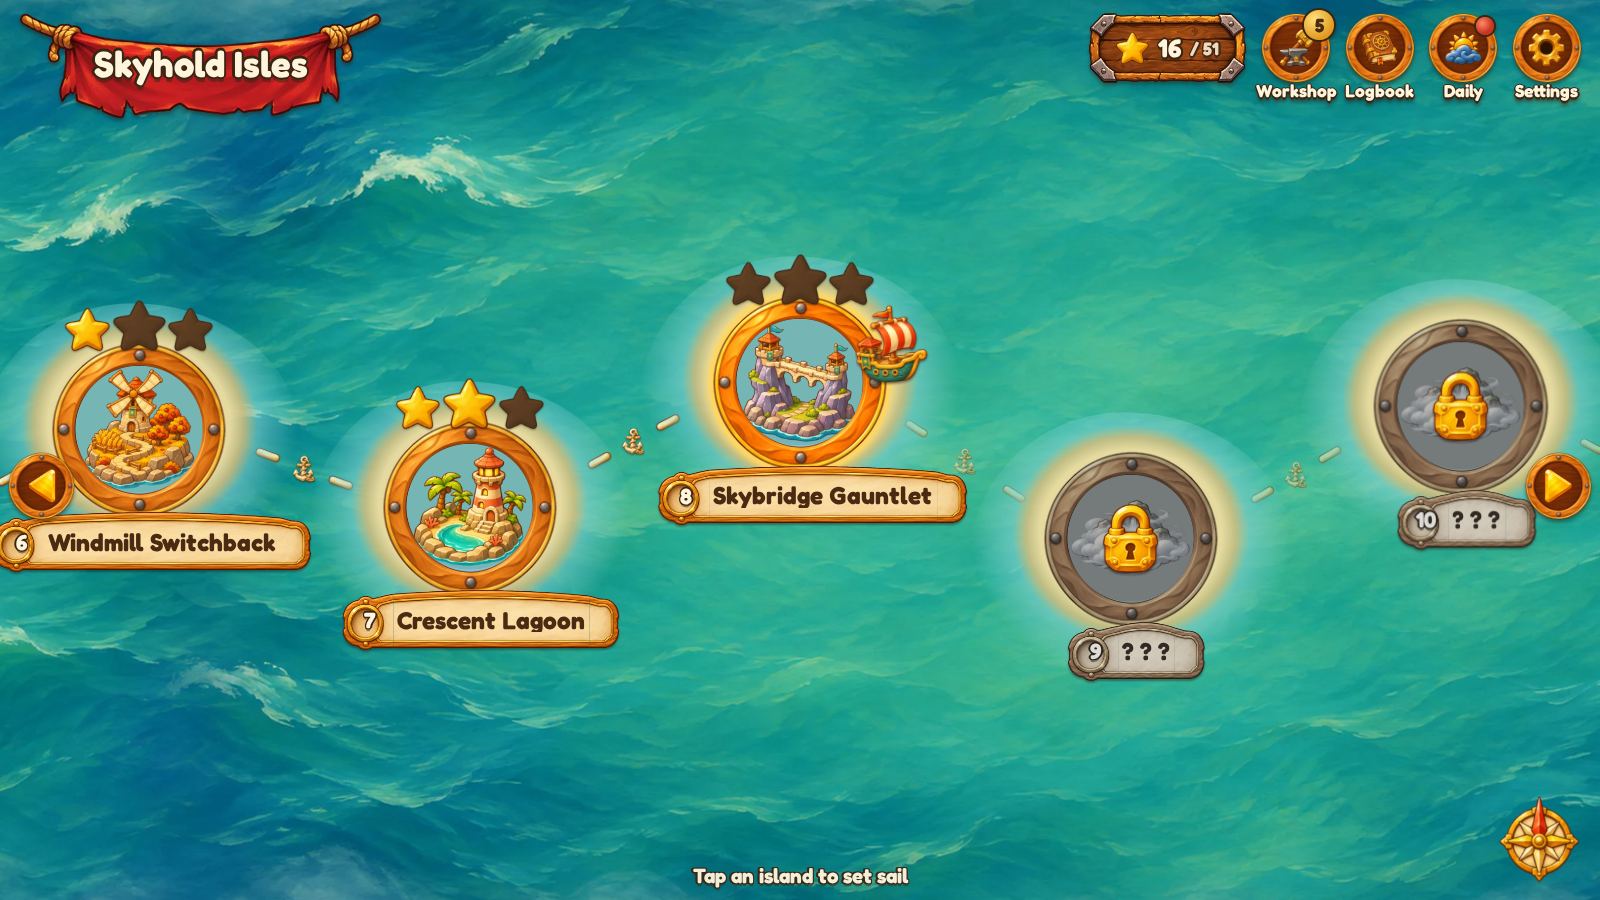 Skyhold Isles
16 / 51
5
Workshop
Logbook
Daily
Settings
6 Windmill Switchback
7 Crescent Lagoon
8 Skybridge Gauntlet
9 ? ? ?
10 ? ? ?
Tap an island to set sail